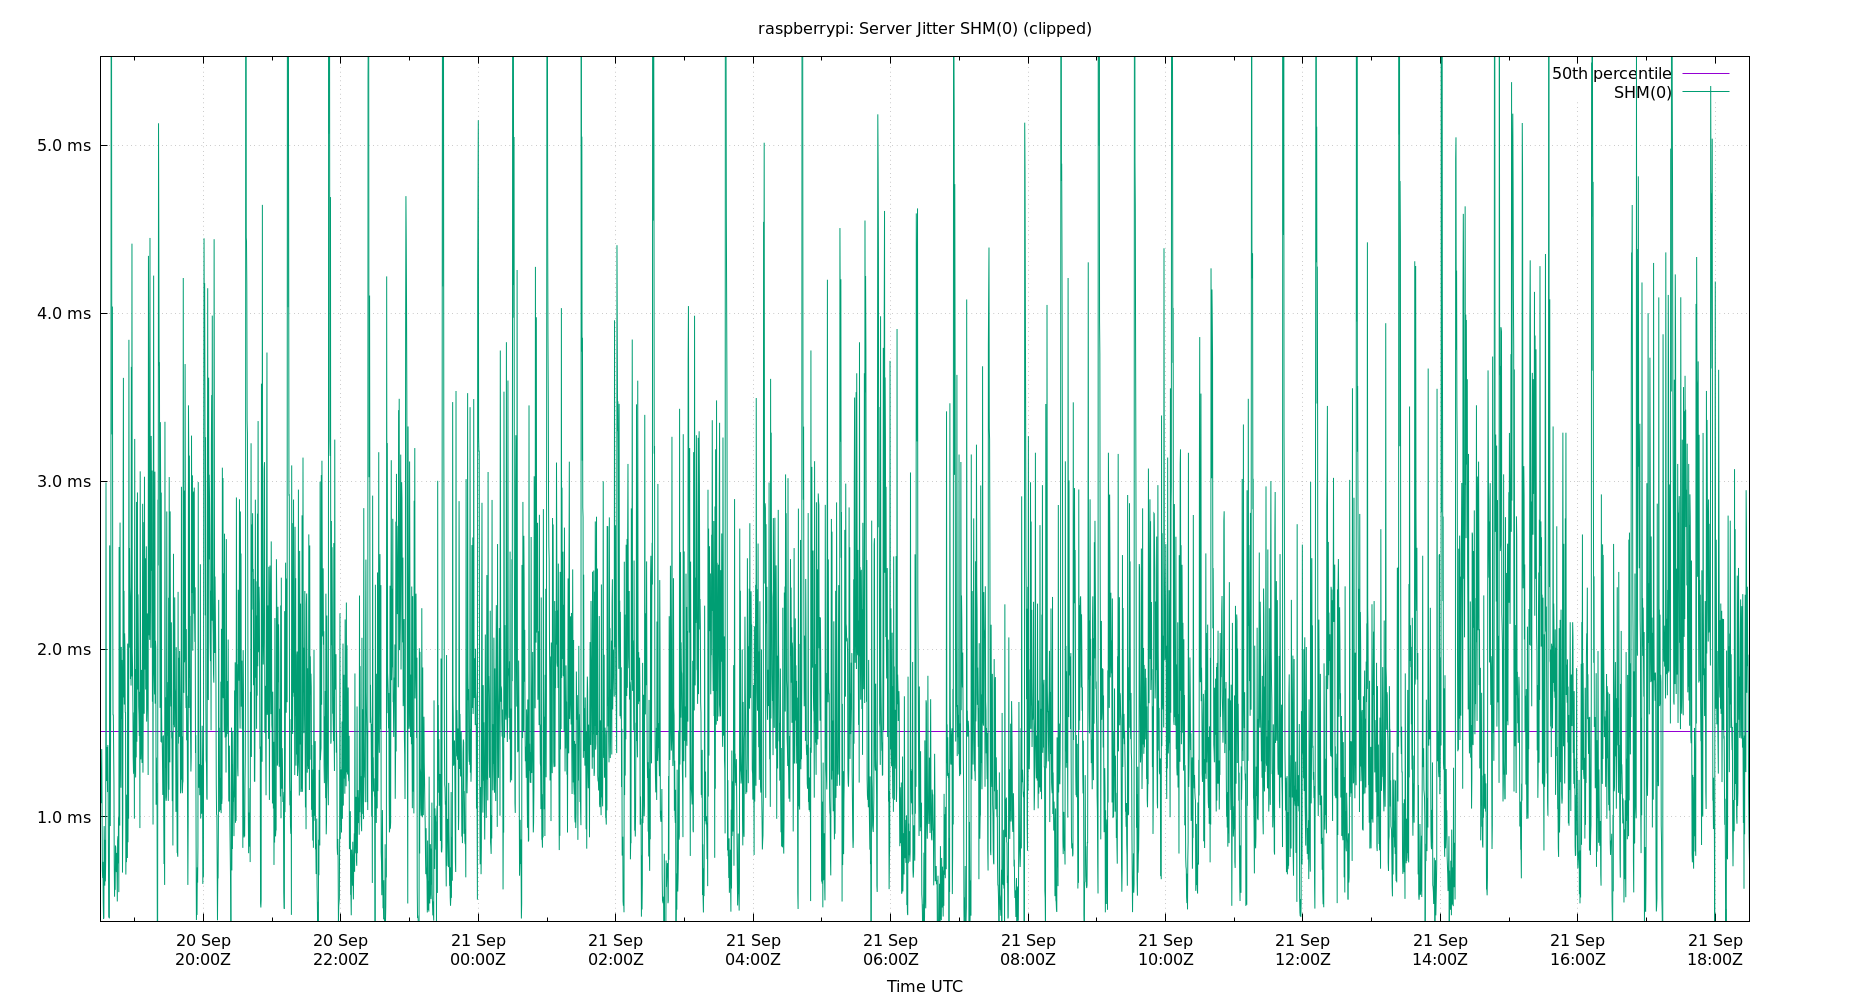 raspberrypi: Server Jitter SHM(0) (clipped)
50th percentile
SHM(0)
5.0 ms
4.0 ms
3.0 ms
2.0 ms
1.0 ms
20 Sep 20 Sep 21 Sep 21 Sep 21 Sep 21 Sep 21 Sep 21 Sep 21 Sep 21 Sep 21 Sep 21 Sep
20:00Z 22:00Z 00:00Z 02:00Z 04:00Z 06:00Z 08:00Z 10:00Z 12:00Z 14:00Z 16:00Z 18:00Z
Time UTC